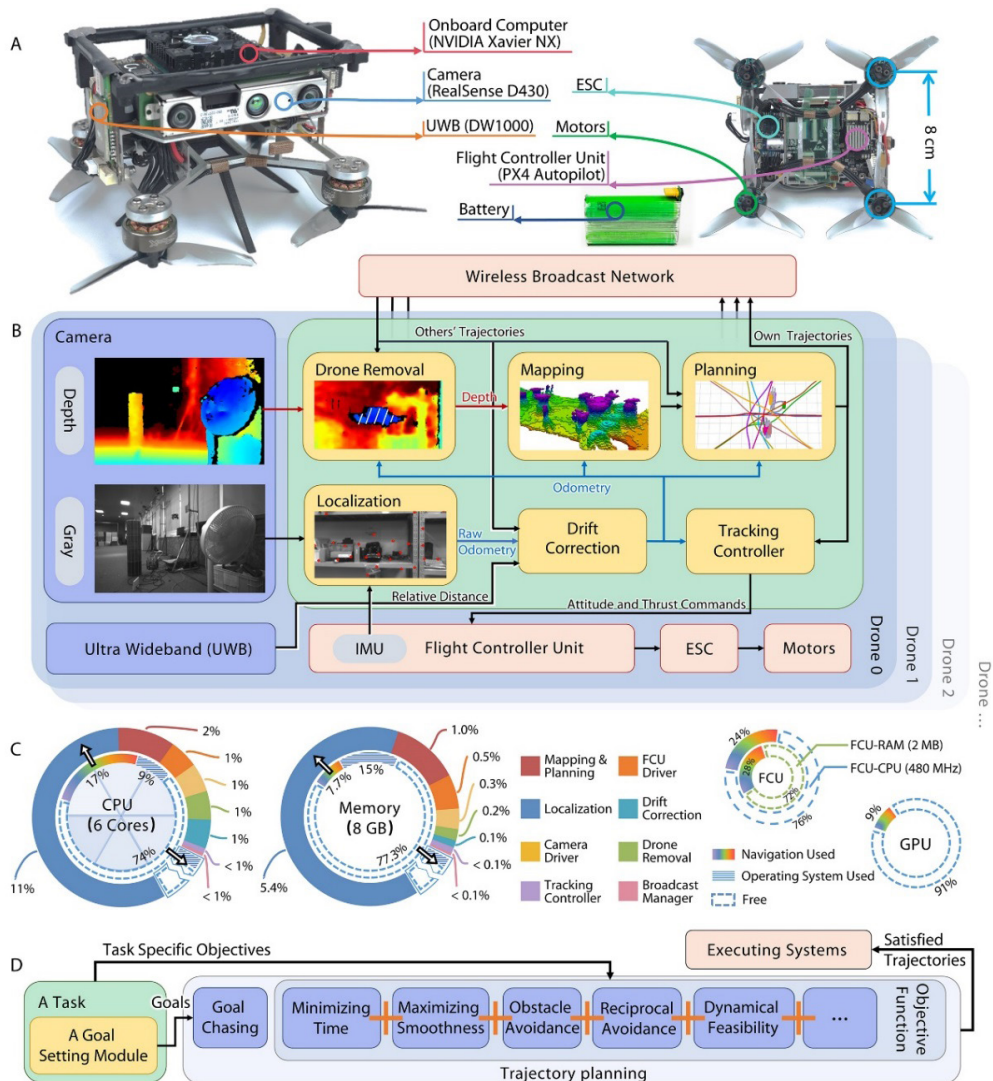 A
Onboard Computer
(NVIDIA Xavier NX)
Camera
(RealSense D430)
UWB (DW1000)
ESC
Motors
Flight Controller Unit
(PX4 Autopilot)
Battery
8 cm
Wireless Broadcast Network
B
Camera
Depth
Gray
Others' Trajectories
Own Trajectories
Drone Removal
Depth
Mapping
Planning
Odometry
Localization
Raw
Odometry
Drift
Correction
Tracking
Controller
Relative Distance
Attitude and Thrust Commands
Ultra Wideband (UWB)
IMU
Flight Controller Unit
ESC
Motors
Drone 0
Drone 1
Drone 2
Drone ...
C
2%
1%
1%
1%
1%
< 1%
< 1%
11%
17%
9%
CPU
(6 Cores)
74%
1.0%
0.5%
0.3%
0.2%
0.1%
< 0.1%
< 0.1%
5.4%
7.7%
15%
Memory
(8 GB)
77.3%
Mapping &
Planning
FCU
Driver
Localization
Drift
Correction
Camera
Driver
Drone
Removal
Tracking
Controller
Broadcast
Manager
24%
28%
FCU
72%
76%
FCU-RAM (2 MB)
FCU-CPU (480 MHz)
9%
GPU
91%
Navigation Used
Operating System Used
Free
D
Task Specific Objectives
Executing Systems
Satisfied
Trajectories
A Task
A Goal
Setting Module
Goals
Goal
Chasing
Minimizing
Time
Maximizing
Smoothness
Obstacle
Avoidance
Reciprocal
Avoidance
Dynamical
Feasibility
...
Objective
Function
Trajectory planning